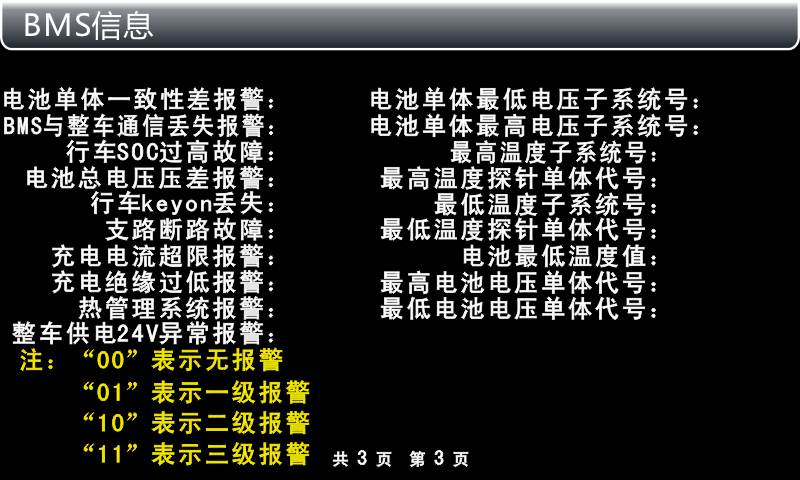 BMS信息
电池单体一致性差报警：
BMS与整车通信丢失报警：
行车SOC过高故障：
电池总电压压差报警：
行车keyon丢失：
支路断路故障：
充电电流超限报警：
充电绝缘过低报警：
热管理系统报警：
整车供电24V异常报警：
电池单体最低电压子系统号：
电池单体最高电压子系统号：
最高温度子系统号：
最高温度探针单体代号：
最低温度子系统号：
最低温度探针单体代号：
电池最低温度值：
最高电池电压单体代号：
最低电池电压单体代号：
注：“00”表示无报警
“01”表示一级报警
“10”表示二级报警
“11”表示三级报警
共 3 页 第 3 页